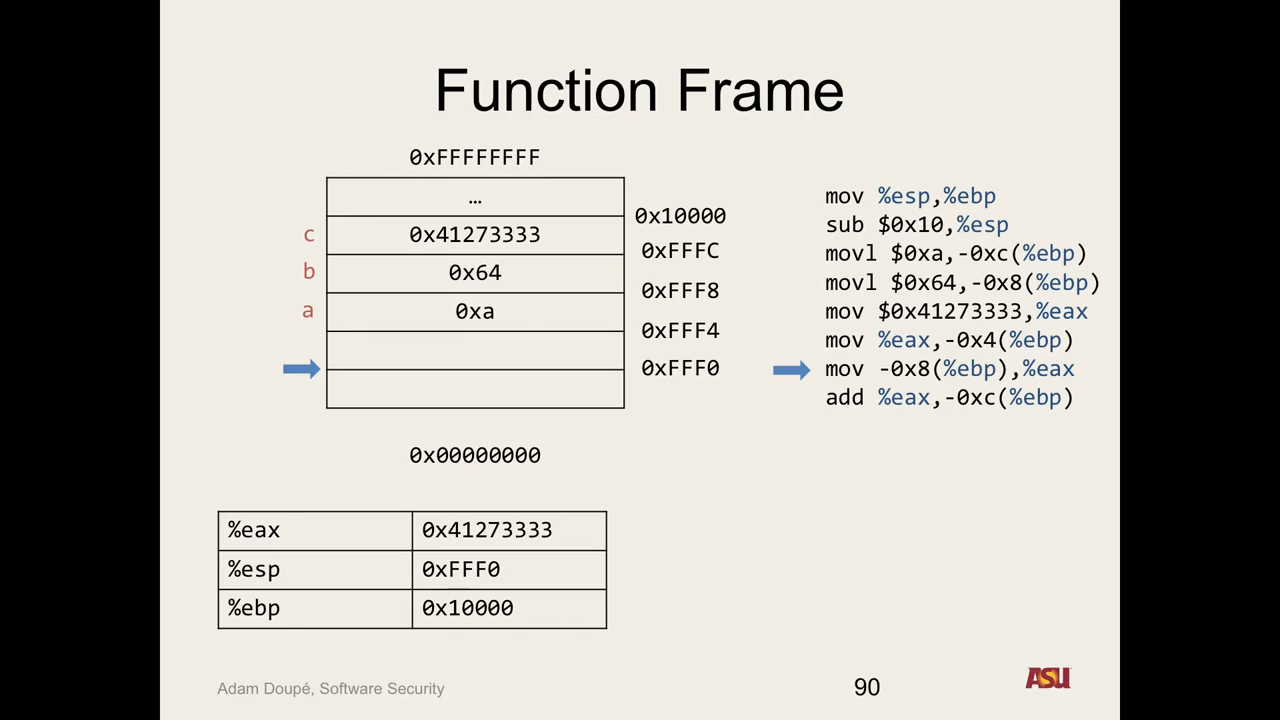 Function Frame
0xFFFFFFFF
…
0x10000
c 0x41273333
0xFFFC
b 0x64
0xFFF8
a 0xa
0xFFF4
0xFFF0
0x00000000
mov %esp,%ebp
sub $0x10,%esp
movl $0xa,-0xc(%ebp)
movl $0x64,-0x8(%ebp)
mov $0x41273333,%eax
mov %eax,-0x4(%ebp)
mov -0x8(%ebp),%eax
add %eax,-0xc(%ebp)
%eax 0x41273333
%esp 0xFFF0
%ebp 0x10000
Adam Doupé, Software Security
90
ASU